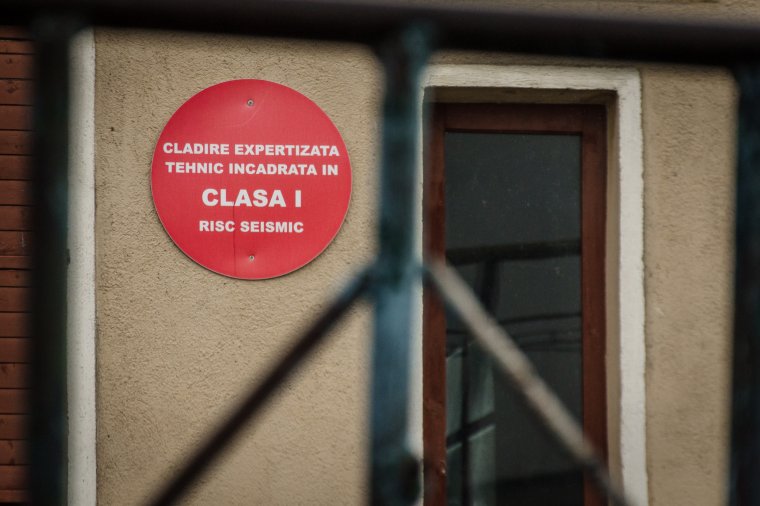 CLADIRE EXPERTIZATA
TEHNIC INCADRATA IN
CLASA I
RISC SEISMIC